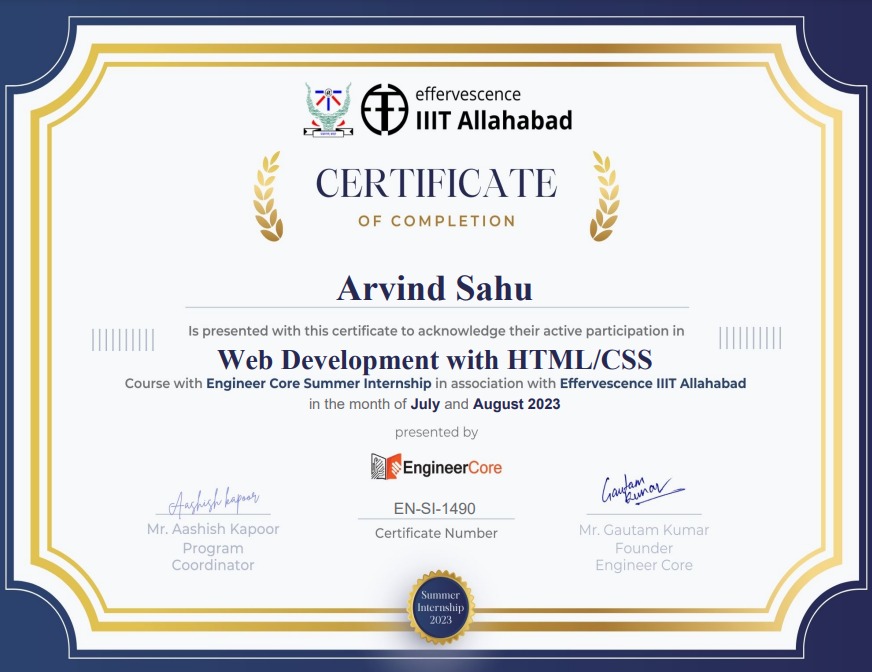 effervescence
IIIT Allahabad
CERTIFICATE
OF COMPLETION
Arvind Sahu
Is presented with this certificate to acknowledge their active participation in
Web Development with HTML/CSS
Course with Engineer Core Summer Internship in association with Effervescence IIIT Allahabad
in the month of July and August 2023
presented by
EngineerCore
Aashish kapoor
Gautam
Kumar
EN-SI-1490
Mr. Aashish Kapoor
Program
Coordinator
Certificate Number
Mr. Gautam Kumar
Founder
Engineer Core
Summer
Internship
2023